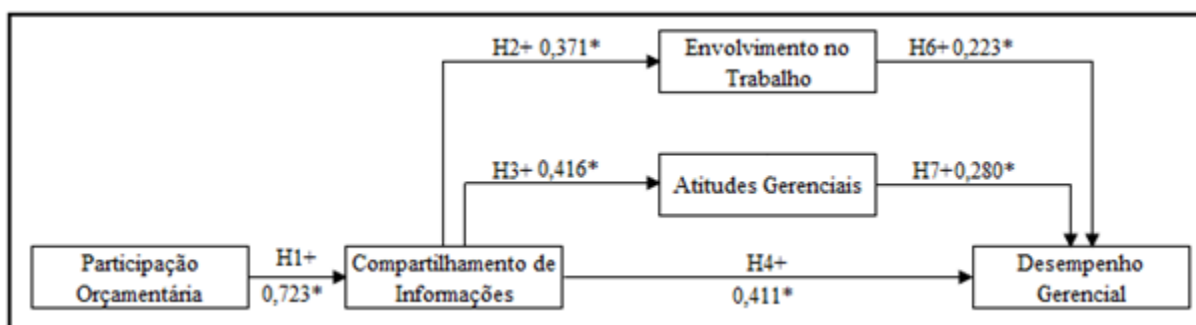 H2+ 0,371*
Envolvimento no
Trabalho
H6+0,223*
H3+ 0,416*
Atitudes Gerenciais
H7+0,280*
Participação
Orçamentária
H1+
0,723*
Compartilhamento de
Informações
H4+
0,411*
Desempenho
Gerencial